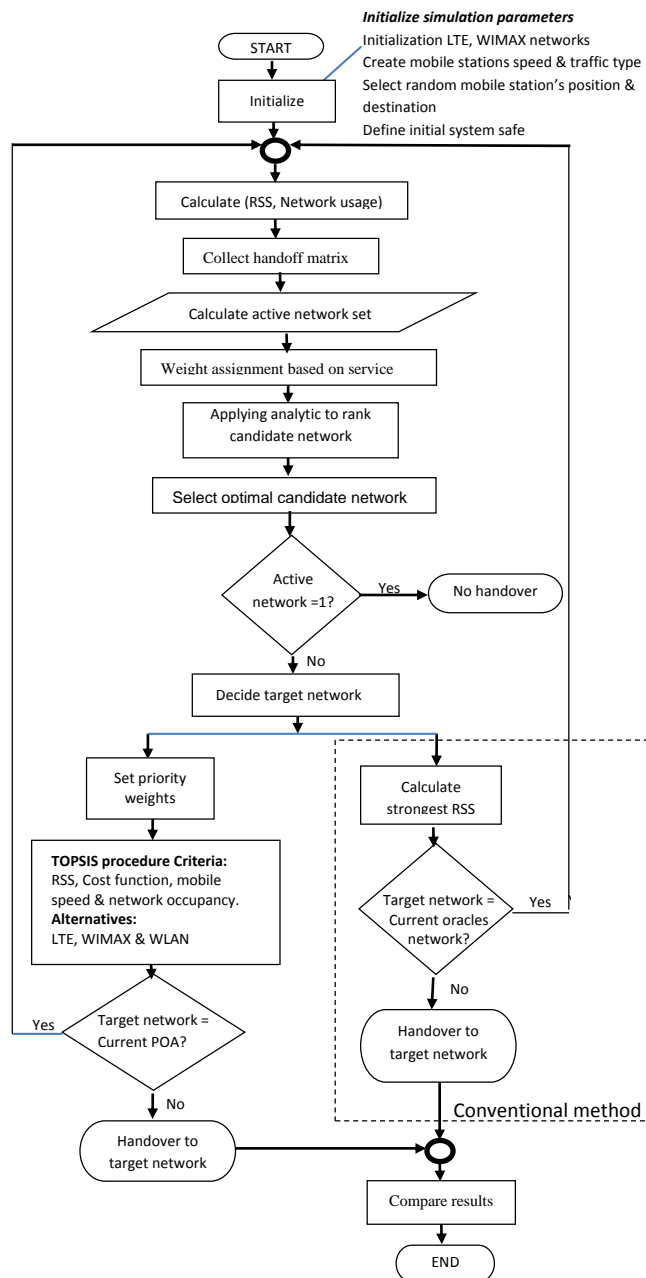 Initialize simulation parameters
START
Initialization LTE, WIMAX networks
Create mobile stations speed & traffic type
Select random mobile station's position &
destination
Define initial system safe
Initialize
Calculate (RSS, Network usage)
Collect handoff matrix
Calculate active network set
Weight assignment based on service
Applying analytic to rank
candidate network
Select optimal candidate network
Active
network =1?
Yes
No handover
No
Decide target network
Set priority
weights
Calculate
strongest RSS
TOPSIS procedure Criteria:
RSS, Cost function, mobile
speed & network occupancy.
Alternatives:
LTE, WIMAX & WLAN
Target network =
Current oracles
network?
Yes
No
Yes
Target network =
Current POA?
Handover to
target network
No
Conventional method
Handover to
target network
Compare results
END